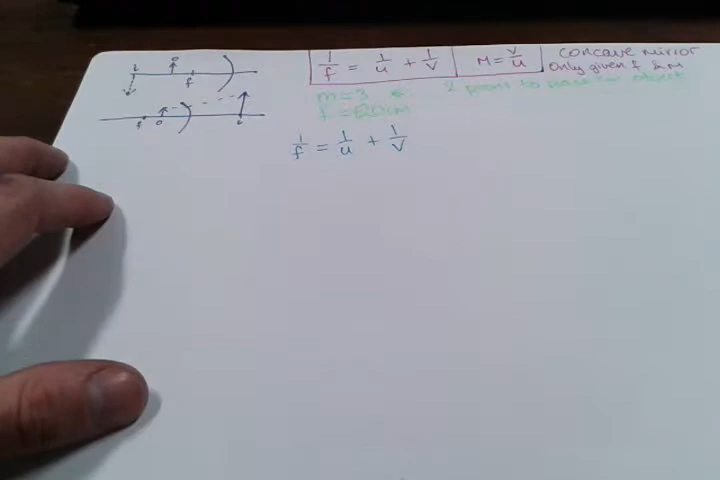 1/f = 1/u + 1/v
M = v/u
concave mirror
only given f & M
m = 3
2 places to place an object
f = +20cm
i o f
f o i
1/f = 1/u + 1/v